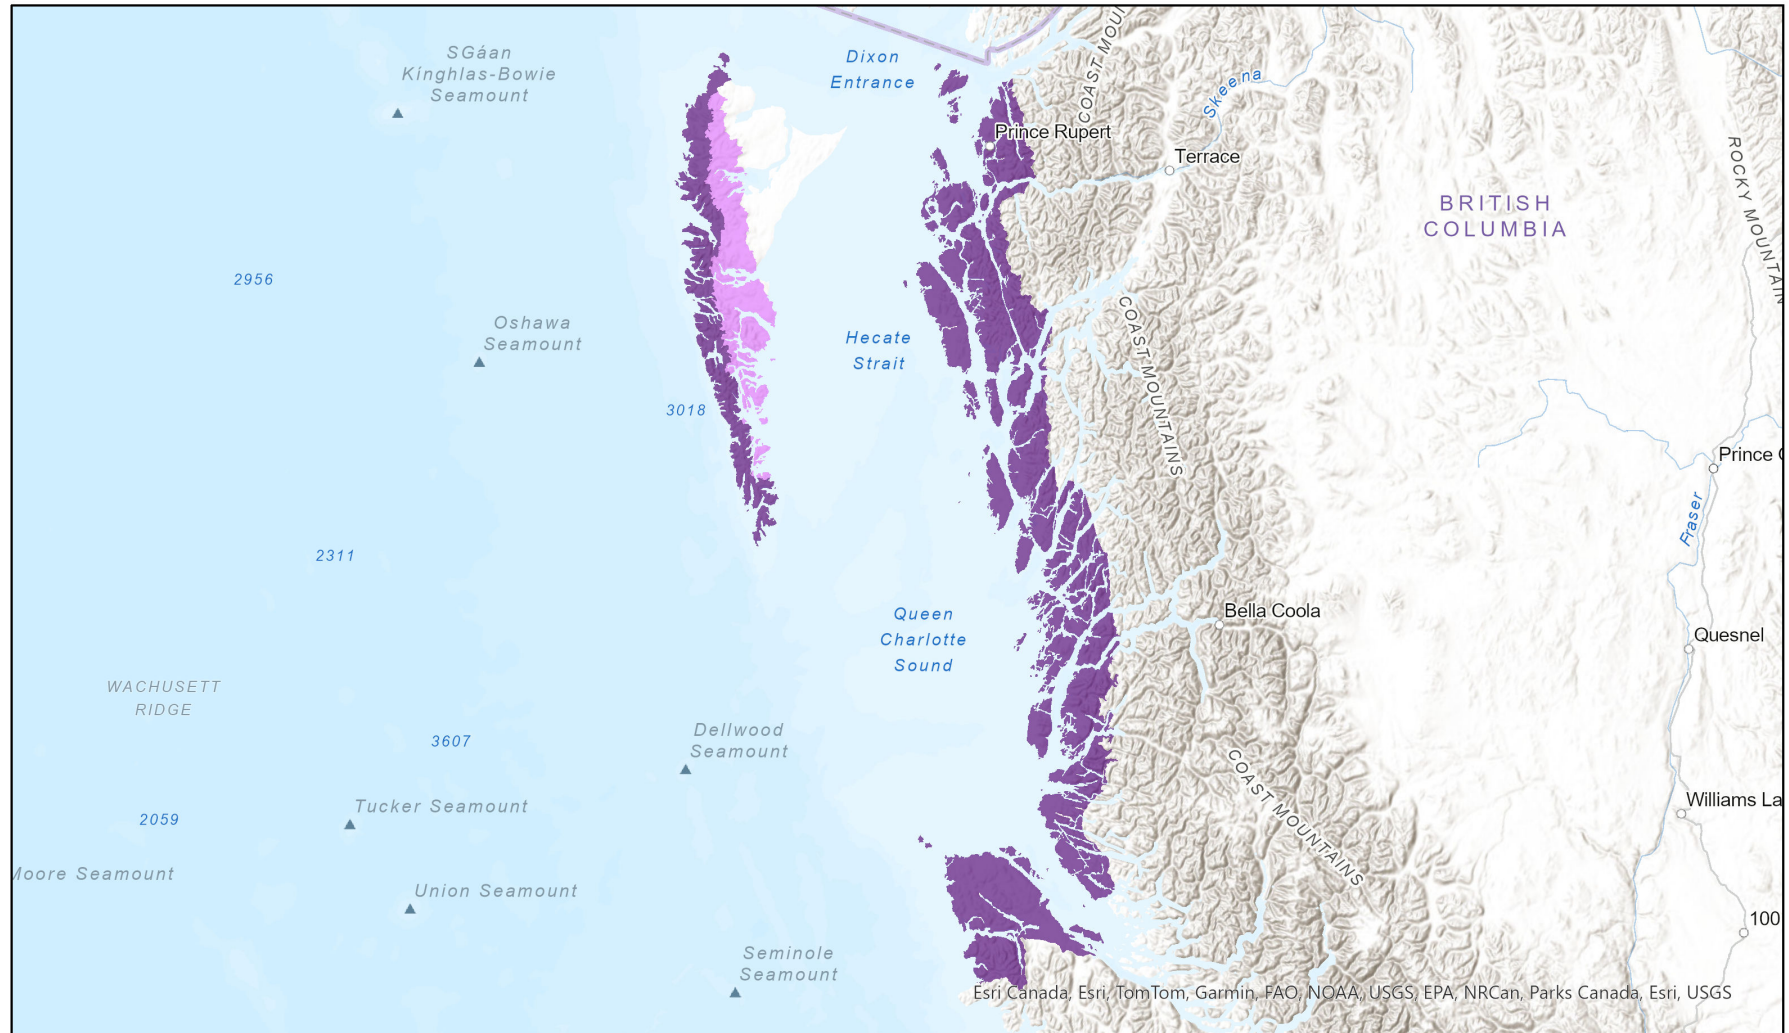 SGáan
Kínghlas-Bowie
Seamount
Dixon
Entrance
COAST MOU
Skeena
Prince Rupert
Terrace
ROCKY MOUNTAIN
BRITISH
COLUMBIA
2956
Oshawa
Seamount
Hecate
Strait
COAST MOUNTAINS
3018
Prince
Fraser
2311
Queen
Charlotte
Sound
Bella Coola
Quesnel
WACHUSETT
RIDGE
3607
Dellwood
Seamount
COAST MOUNTAINS
Tucker Seamount
2059
Williams La
Moore Seamount
Union Seamount
100
Seminole
Seamount
Esri Canada, Esri, TomTom, Garmin, FAO, NOAA, USGS, EPA, NRCan, Parks Canada, Esri, USGS